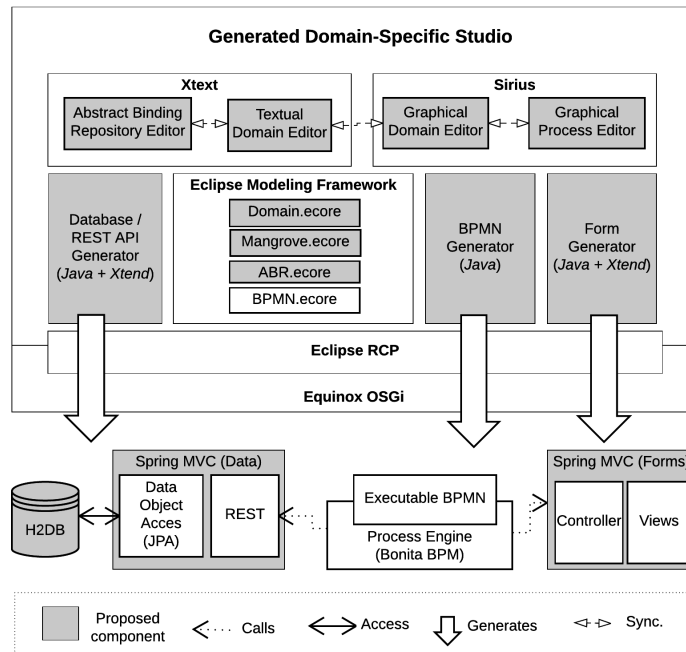 Generated Domain-Specific Studio
Xtext
Abstract Binding
Repository Editor
Textual
Domain Editor
Sirius
Graphical
Domain Editor
Graphical
Process Editor
Database /
REST API
Generator
(Java + Xtend)
Eclipse Modeling Framework
Domain.ecore
Mangrove.ecore
ABR.ecore
BPMN.ecore
BPMN
Generator
(Java)
Form
Generator
(Java + Xtend)
Eclipse RCP
Equinox OSGi
H2DB
Spring MVC (Data)
Data
Object
Acces
(JPA)
REST
Executable BPMN
Process Engine
(Bonita BPM)
Spring MVC (Forms)
Controller
Views
Proposed
component
Calls
Access
Generates
Sync.